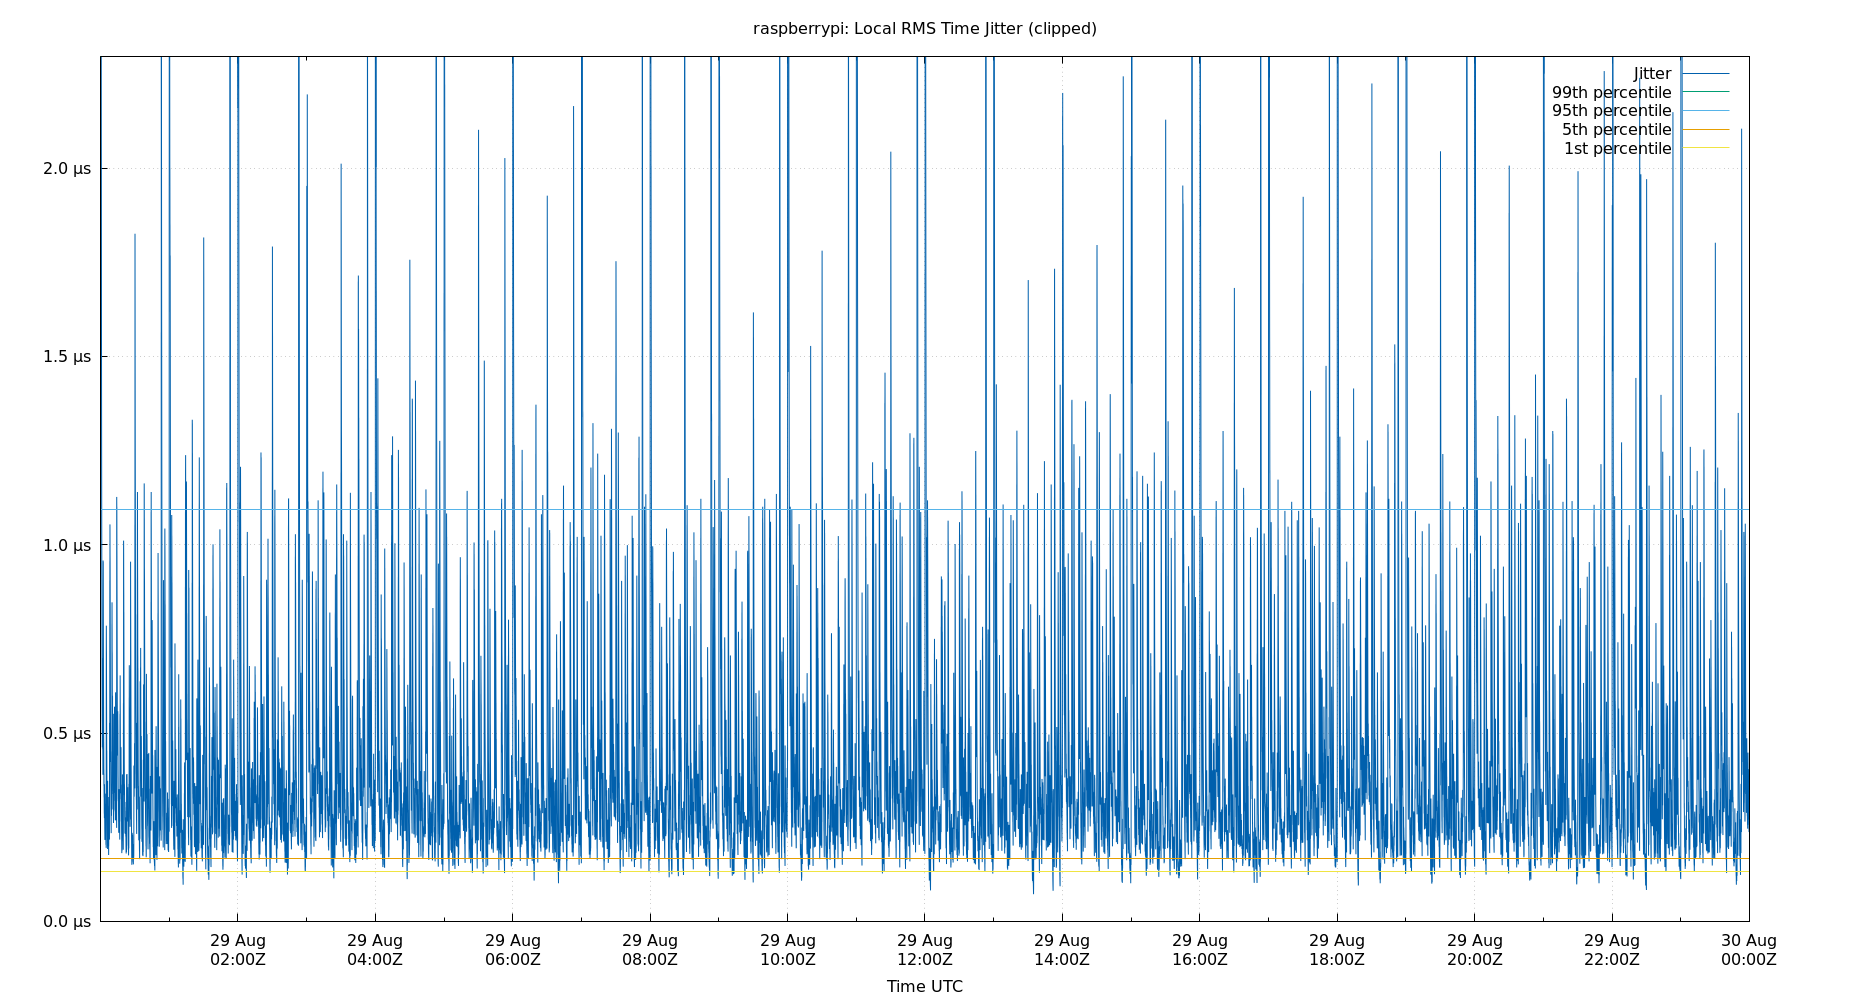 raspberrypi: Local RMS Time Jitter (clipped)
Jitter
99th percentile
95th percentile
5th percentile
1st percentile
2.0 µs
1.5 µs
1.0 µs
0.5 µs
0.0 µs
29 Aug 29 Aug 29 Aug 29 Aug 29 Aug 29 Aug 29 Aug 29 Aug 29 Aug 29 Aug 29 Aug 30 Aug
02:00Z 04:00Z 06:00Z 08:00Z 10:00Z 12:00Z 14:00Z 16:00Z 18:00Z 20:00Z 22:00Z 00:00Z
Time UTC